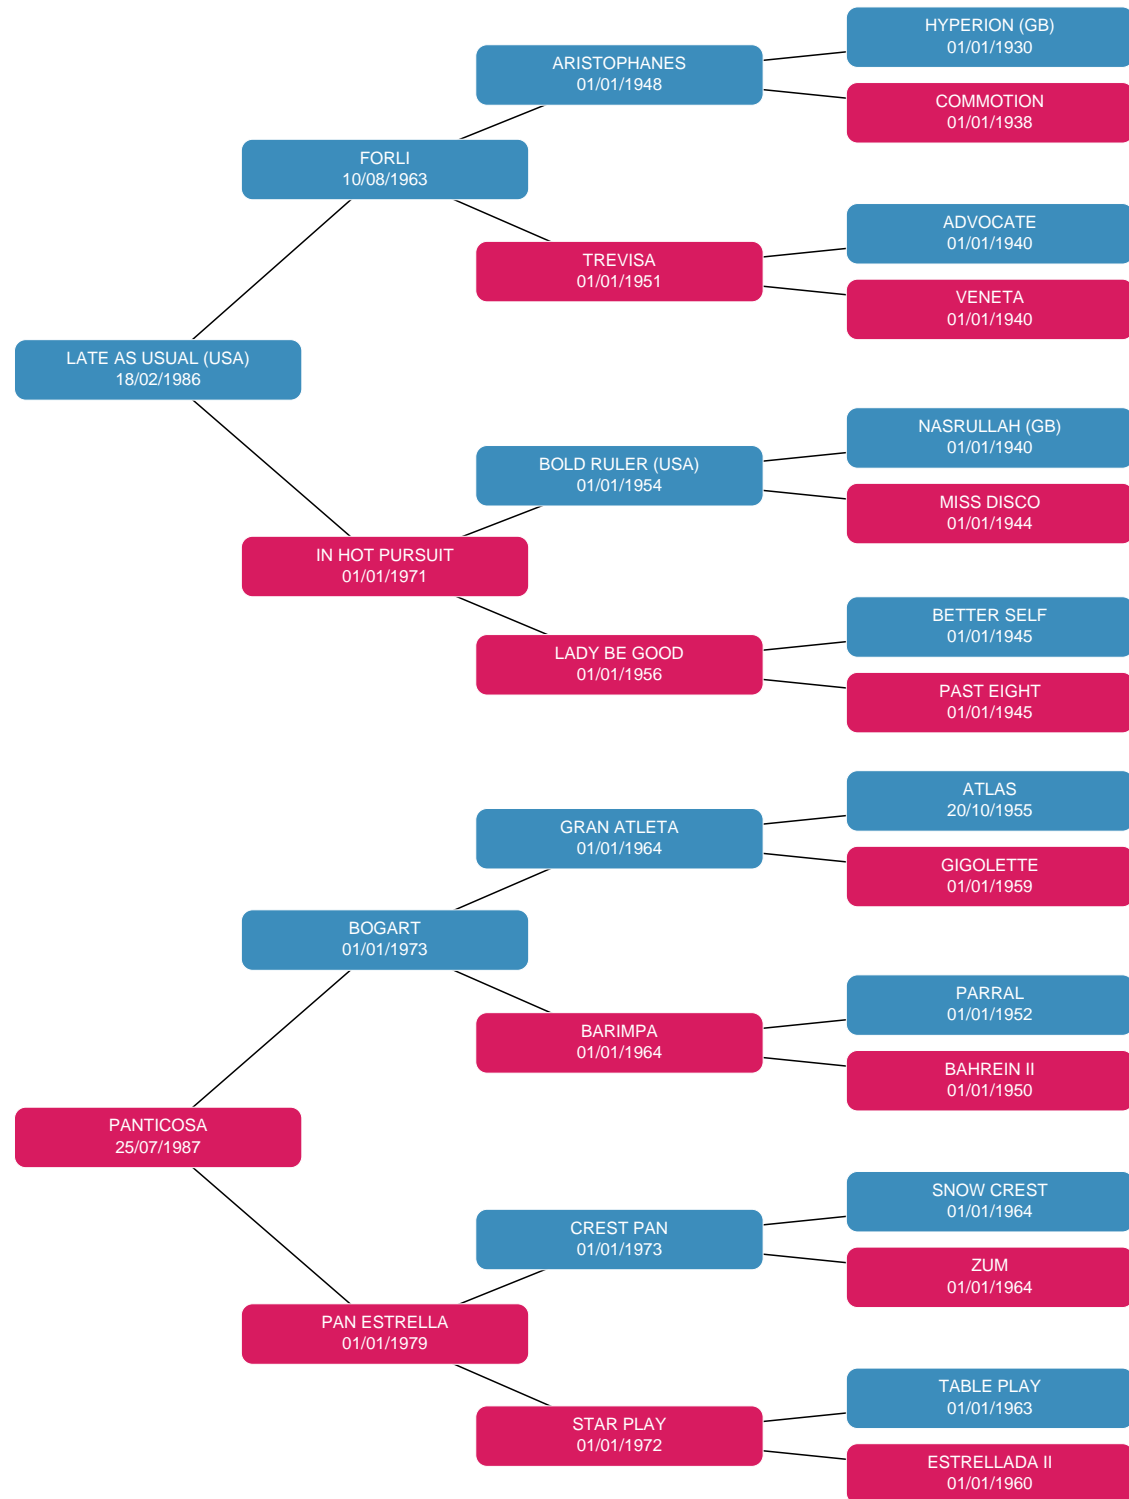 HYPERION (GB)
01/01/1930
ARISTOPHANES
01/01/1948
COMMOTION
01/01/1938
FORLI
10/08/1963
ADVOCATE
01/01/1940
TREVISA
01/01/1951
VENETA
01/01/1940
LATE AS USUAL (USA)
18/02/1986
NASRULLAH (GB)
01/01/1940
BOLD RULER (USA)
01/01/1954
MISS DISCO
01/01/1944
IN HOT PURSUIT
01/01/1971
BETTER SELF
01/01/1945
LADY BE GOOD
01/01/1956
PAST EIGHT
01/01/1945
ATLAS
20/10/1955
GRAN ATLETA
01/01/1964
GIGOLETTE
01/01/1959
BOGART
01/01/1973
PARRAL
01/01/1952
BARIMPA
01/01/1964
BAHREIN II
01/01/1950
PANTICOSA
25/07/1987
SNOW CREST
01/01/1964
CREST PAN
01/01/1973
ZUM
01/01/1964
PAN ESTRELLA
01/01/1979
TABLE PLAY
01/01/1963
STAR PLAY
01/01/1972
ESTRELLADA II
01/01/1960